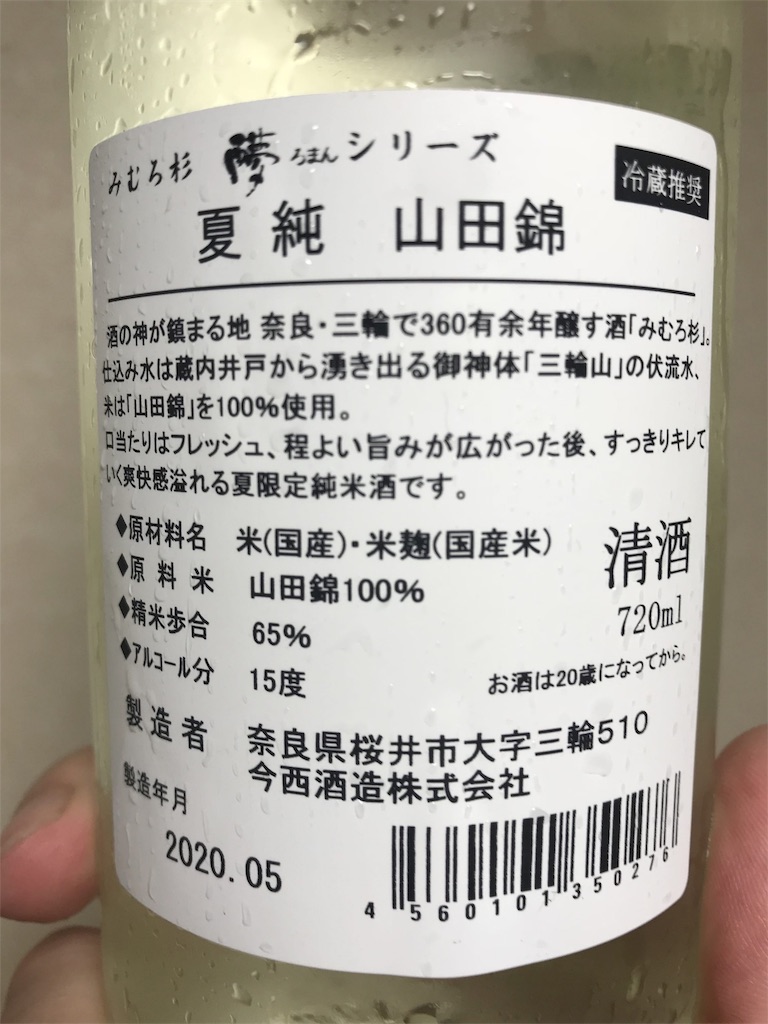 みむろ杉 夢 ろまん シリーズ
冷蔵推奨
夏純 山田錦
酒の神が鎮まる地 奈良・三輪で360有余年醸す酒「みむろ杉」。
仕込み水は蔵内井戸から湧き出る御神体「三輪山」の伏流水、
米は「山田錦」を100%使用。
口当たりはフレッシュ、程よい旨みが広がった後、すっきりキレて
いく爽快感溢れる夏限定純米酒です。
◆原材料名 米(国産)・米麹(国産米)
◆原料米 山田錦100%
◆精米歩合 65%
◆アルコール分 15度
清酒
720ml
お酒は20歳になってから。
製造者 奈良県桜井市大字三輪510
今西酒造株式会社
製造年月
2020.05
4 560101 350276